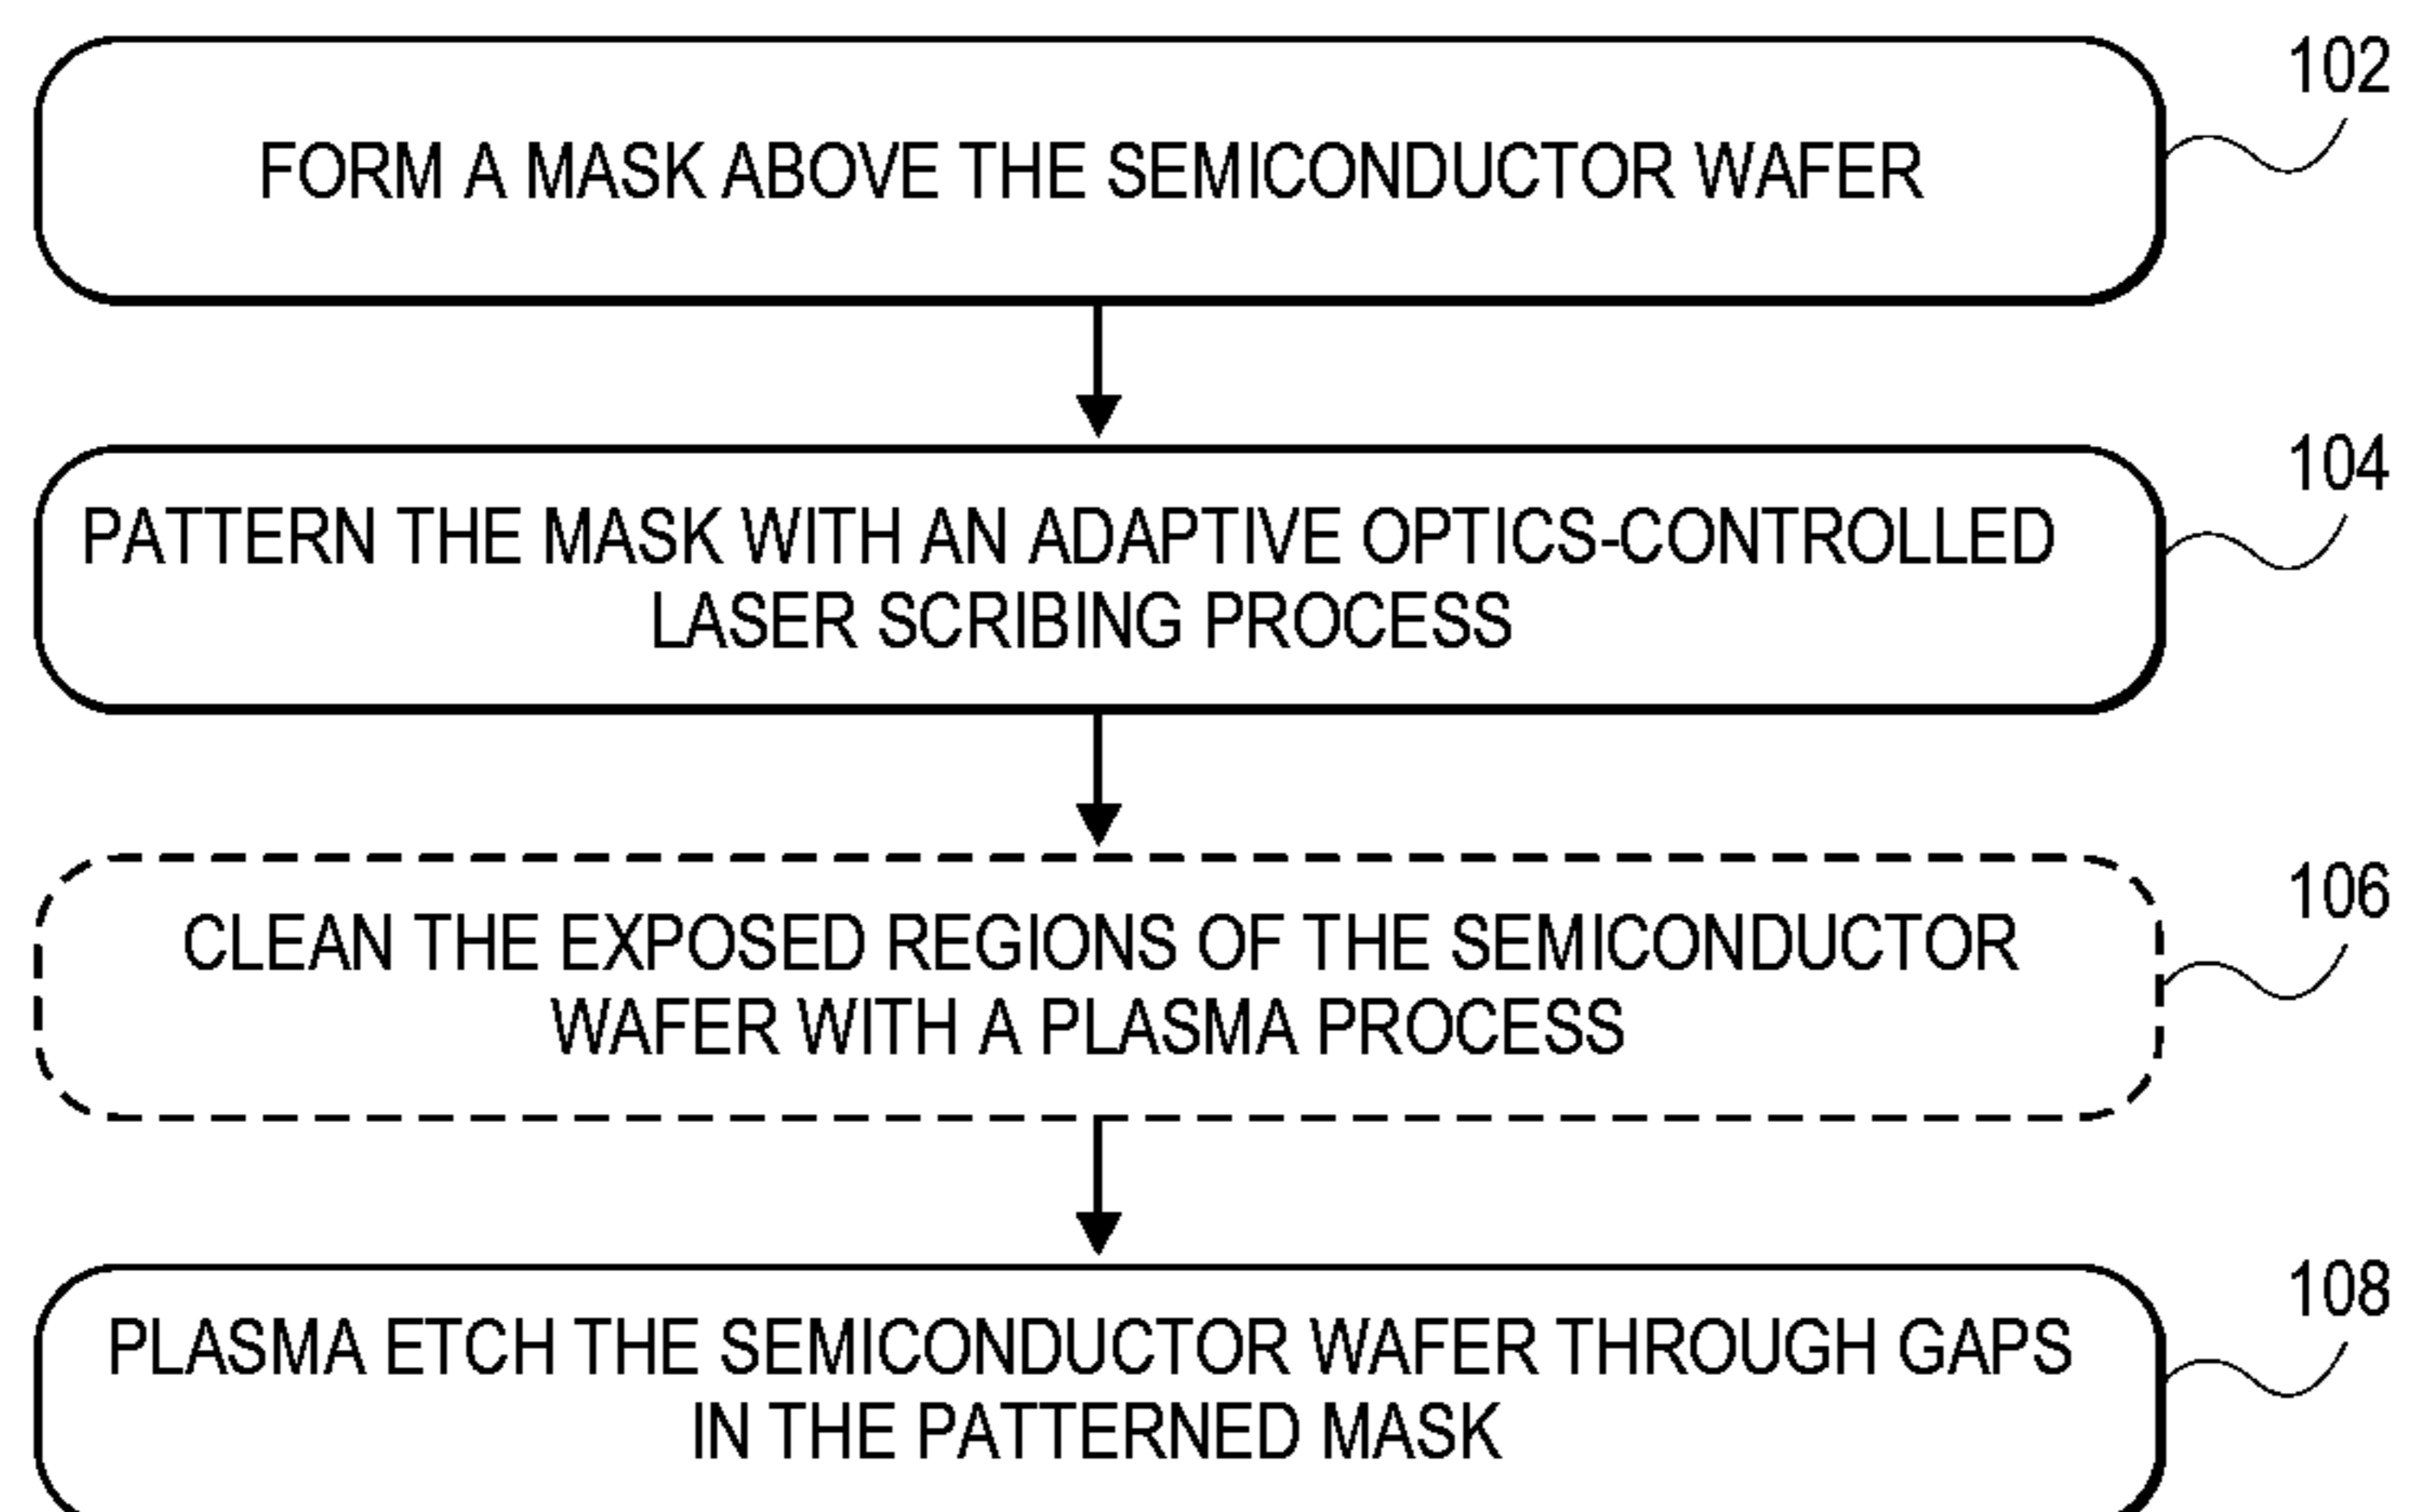 102
FORM A MASK ABOVE THE SEMICONDUCTOR WAFER
104
PATTERN THE MASK WITH AN ADAPTIVE OPTICS-CONTROLLED
LASER SCRIBING PROCESS
106
CLEAN THE EXPOSED REGIONS OF THE SEMICONDUCTOR
WAFER WITH A PLASMA PROCESS
108
PLASMA ETCH THE SEMICONDUCTOR WAFER THROUGH GAPS
IN THE PATTERNED MASK